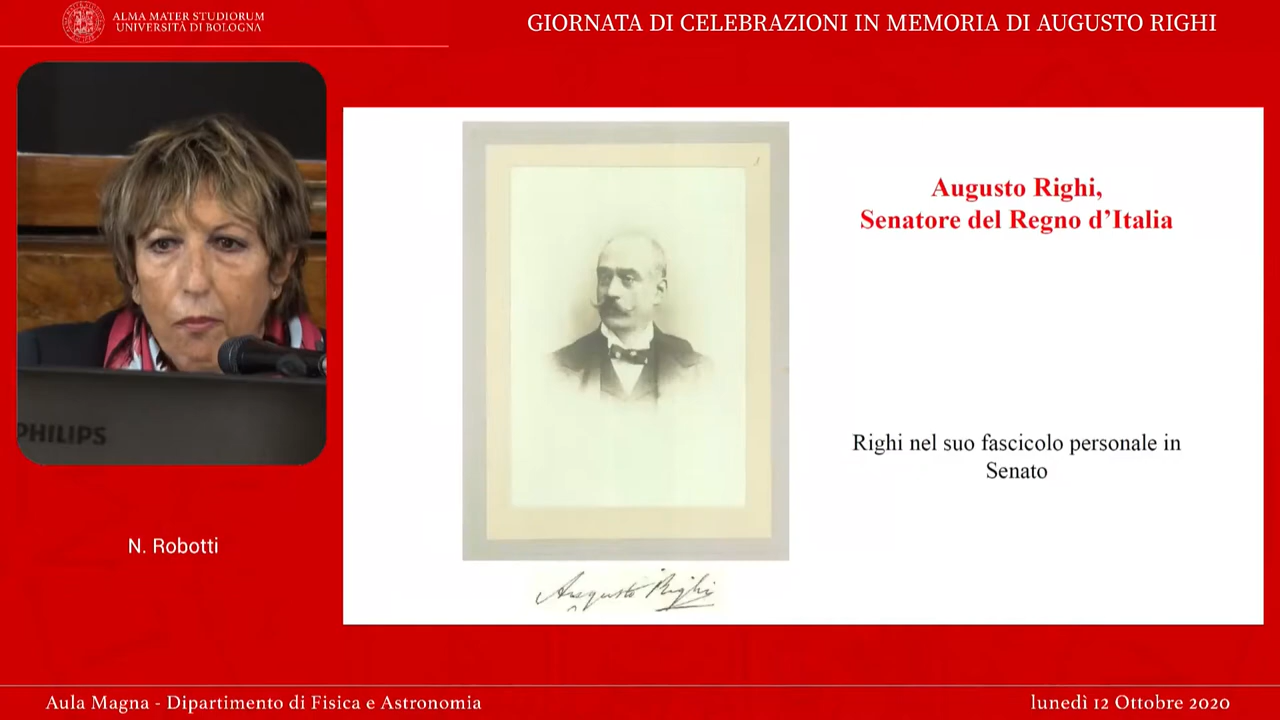 ALMA MATER STUDIORUM
UNIVERSITÀ DI BOLOGNA
GIORNATA DI CELEBRAZIONI IN MEMORIA DI AUGUSTO RIGHI
PHILIPS
N. Robotti
Augusto Righi,
Senatore del Regno d'Italia
Righi nel suo fascicolo personale in
Senato
Augusto Righi
Aula Magna - Dipartimento di Fisica e Astronomia
lunedì 12 Ottobre 2020